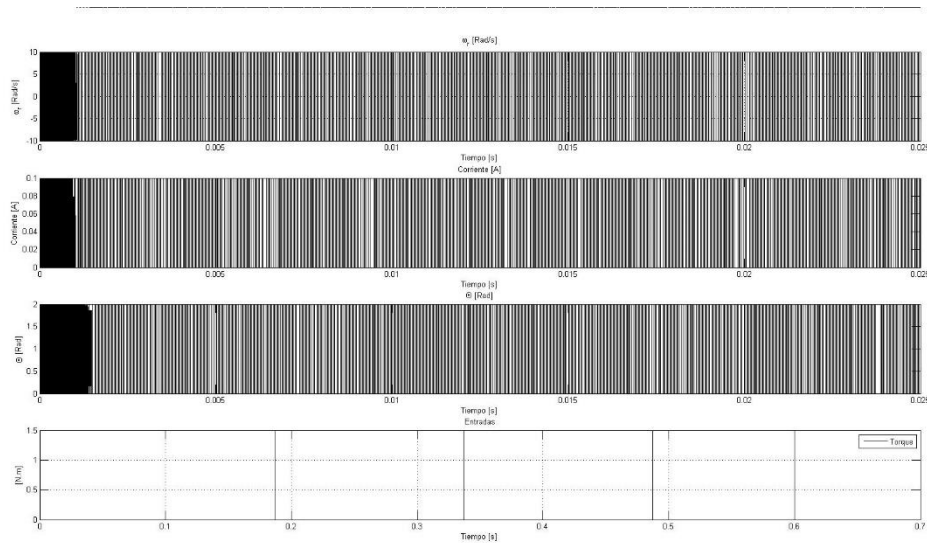 ωr [Rad/s]
ωr [Rad/s]
10
5
0
-5
-10
0 0.005 0.01 0.015 0.02 0.025
Tiempo [s]
Corriente [A]
Corriente [A]
0.1
0.08
0.06
0.04
0.02
0
0 0.005 0.01 0.015 0.02 0.025
Tiempo [s]
Θ [Rad]
Θ [Rad]
2
1.5
1
0.5
0
0 0.005 0.01 0.015 0.02 0.025
Tiempo [s]
Entradas
[N.m]
1.5
1
0.5
0
Torque
0 0.1 0.2 0.3 0.4 0.5 0.6 0.7
Tiempo [s]